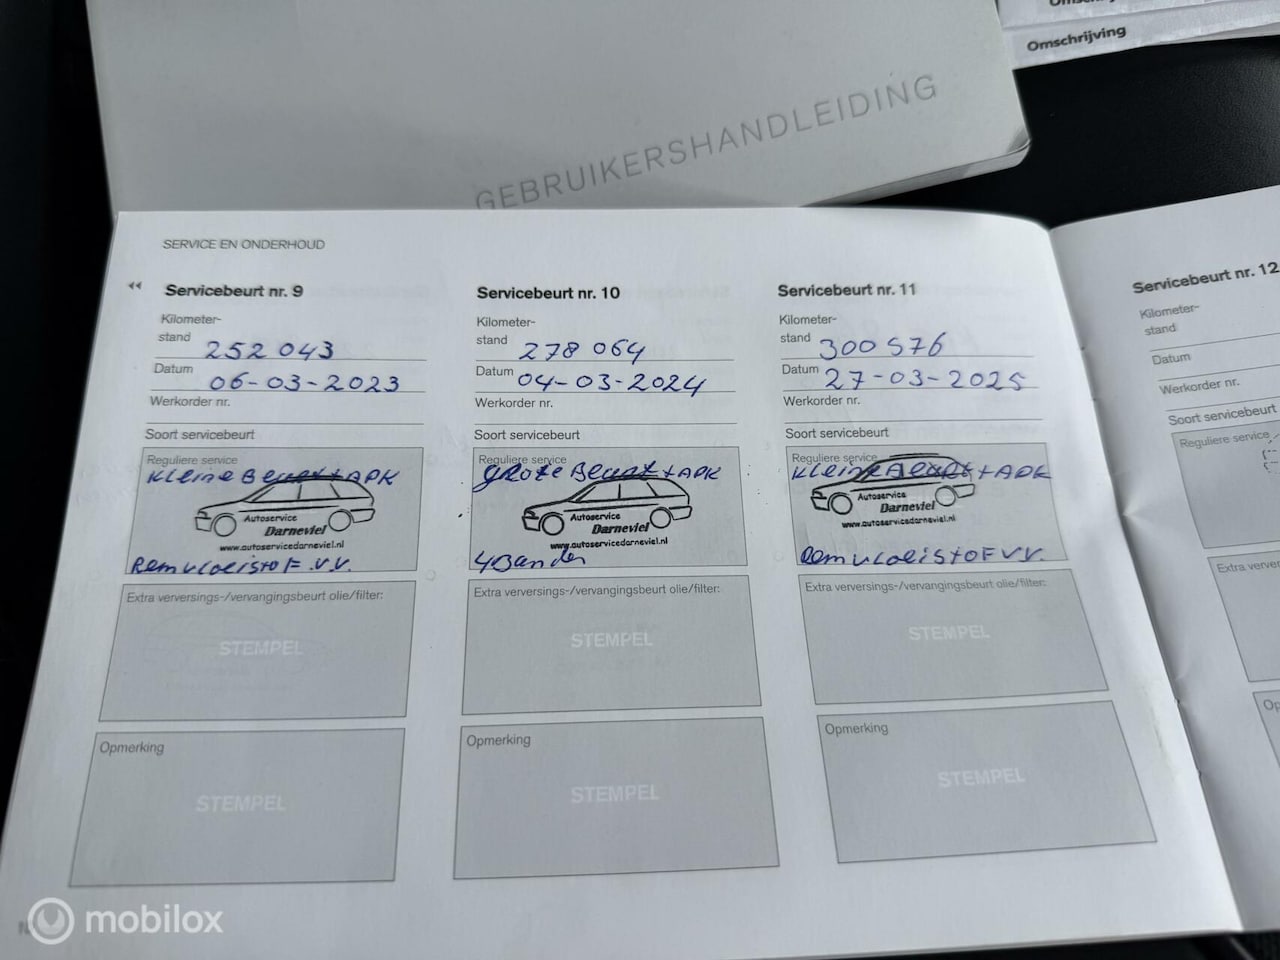 Omschrijving
GEBRUIKERSHANDLEIDING
SERVICE EN ONDERHOUD
Servicebeurt nr. 9
Kilometer-
stand 252 043
Datum 06-03-2023
Werkorder nr.
Soort servicebeurt
Reguliere service
Kleine Beurt + APK
Autoservice
Darneviel
www.autoservicedarneviel.nl
Remvloeistof V.V.
Extra verversings-/vervangingsbeurt olie/filter:
STEMPEL
Opmerking
STEMPEL
Servicebeurt nr. 10
Kilometer-
stand 278 064
Datum 04-03-2024
Werkorder nr.
Soort servicebeurt
Reguliere service
grote Beurt + APK
Autoservice
Darneviel
www.autoservicedarneviel.nl
4 Banden
Extra verversings-/vervangingsbeurt olie/filter:
STEMPEL
Opmerking
STEMPEL
Servicebeurt nr. 11
Kilometer-
stand 300 576
Datum 27-03-2025
Werkorder nr.
Soort servicebeurt
Reguliere service
Kleine Beurt + APK
Autoservice
Darneviel
www.autoservicedarneviel.nl
Remvloeistof V.V.
Extra verversings-/vervangingsbeurt olie/filter:
STEMPEL
Opmerking
STEMPEL
Servicebeurt nr. 12
Kilometer-
stand
Datum
Werkorder nr.
Soort servicebeurt
Reguliere service
Extra
mobilox